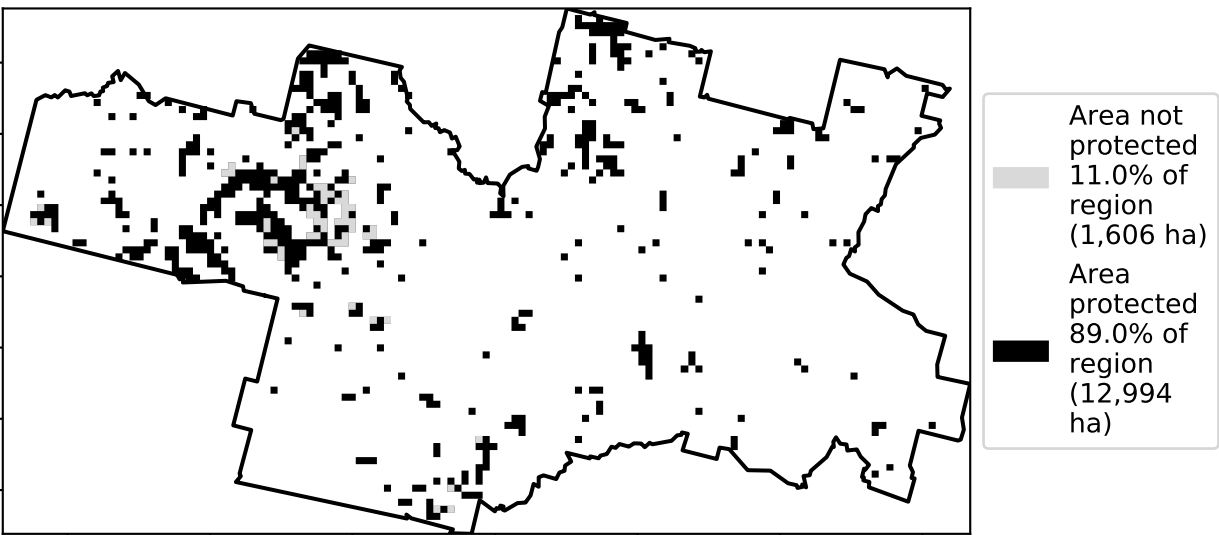 Area not
protected
11.0% of
region
(1,606 ha)
Area
protected
89.0% of
region
(12,994
ha)